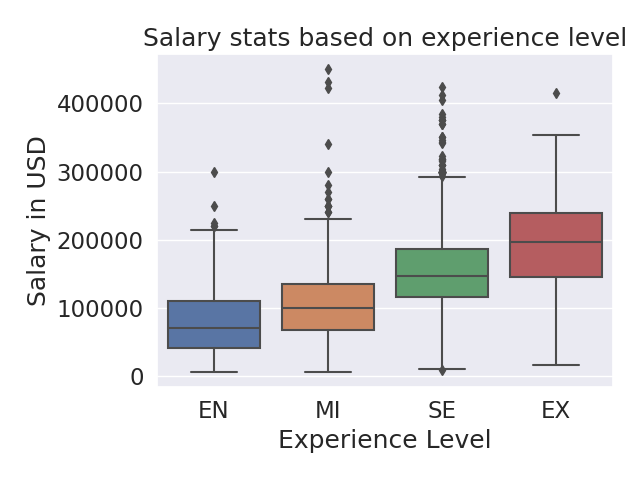 Salary stats based on experience level
Salary in USD
400000
300000
200000
100000
0
EN MI SE EX
Experience Level